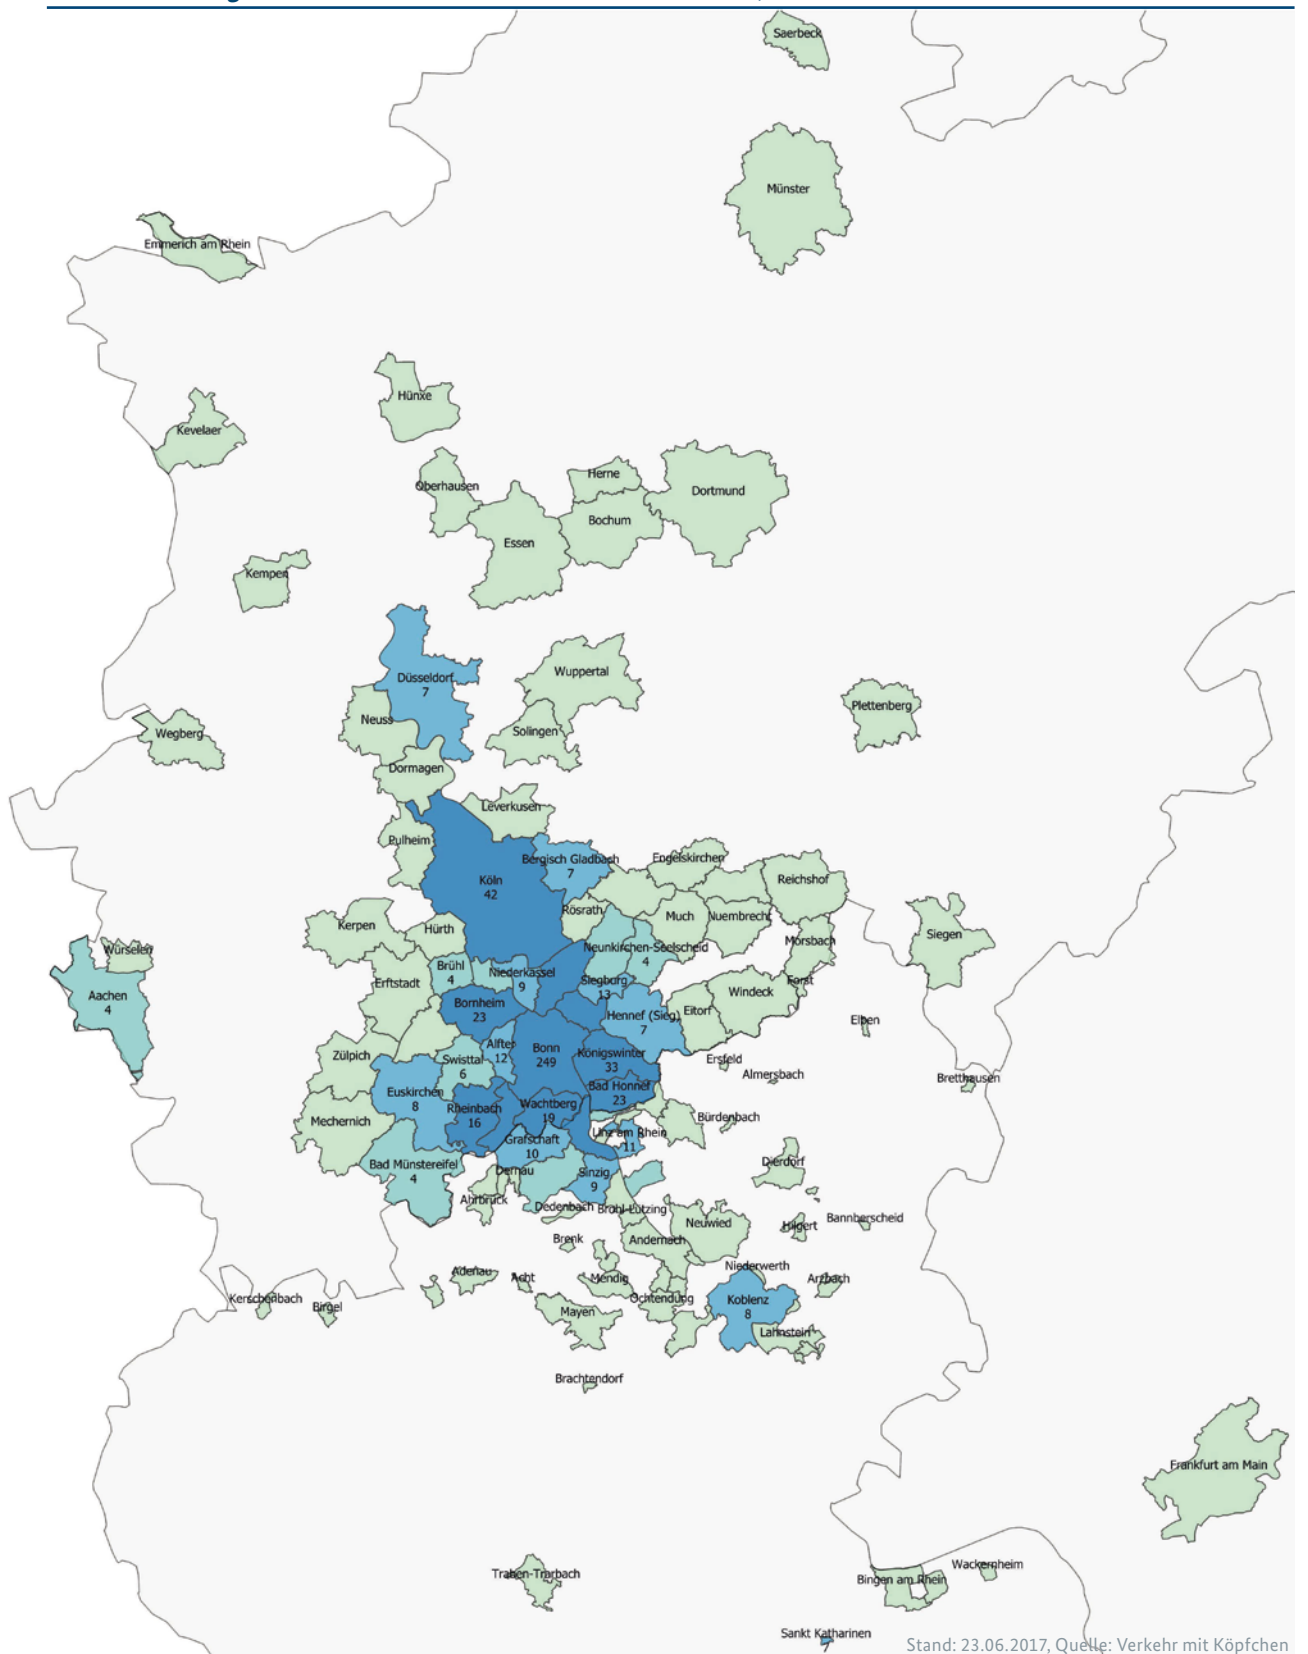 Saerbeck
Münster
Emmerich am Rhein
Hünxe
Kevelaer
Oberhausen
Herne
Dortmund
Bochum
Essen
Kempen
Wuppertal
Düsseldorf
7
Plettenberg
Neuss
Solingen
Wegberg
Dormagen
Leverkusen
Pulheim
Bergisch Gladbach
7
Engelskirchen
Köln
42
Reichshof
Rösrath
Much
Nuembrecht
Kerpen
Hürth
Siegen
Morsbach
Würselen
Neunkirchen-Seelscheid
4
Brühl
4
Niederkassel
9
Erftstadt
Siegburg
13
Forst
Aachen
4
Windeck
Bornheim
23
Eitorf
Hennef (Sieg)
7
Elben
Alfter
12
Bonn
249
Königswinter
33
Zülpich
Swisttal
6
Ersfeld
Almersbach
Bretthausen
Euskirchen
8
Bad Honnef
23
Rheinbach
16
Wachtberg
19
Mechernich
Bürdenbach
Linz am Rhein
11
Grafschaft
10
Bad Münstereifel
4
Dernau
Sinzig
9
Dierdorf
Ahrbrück
Dedenbach
Brohl-Lützing
Neuwied
Hilgert
Bannberscheid
Brenk
Andernach
Niederwerth
Adenau
Acht
Mendig
Arzbach
Kerschenbach
Birgel
Ochtendung
Koblenz
8
Mayen
Lahnstein
Brachtendorf
Frankfurt am Main
Traben-Trarbach
Bingen am Rhein
Wackernheim
Sankt Katharinen
7
Stand: 23.06.2017, Quelle: Verkehr mit Köpfchen